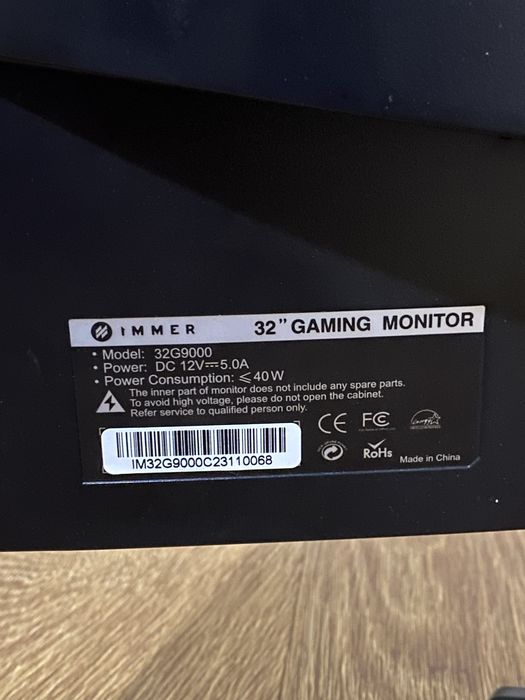 IMMER 32" GAMING MONITOR
• Model: 32G9000
• Power: DC 12V⎓5.0A
• Power Consumption: ⩽40W
The inner part of monitor does not include any spare parts.
To avoid high voltage, please do not open the cabinet.
Refer service to qualified person only.
IM32G9000C23110068
CE FC
RoHs Made in China